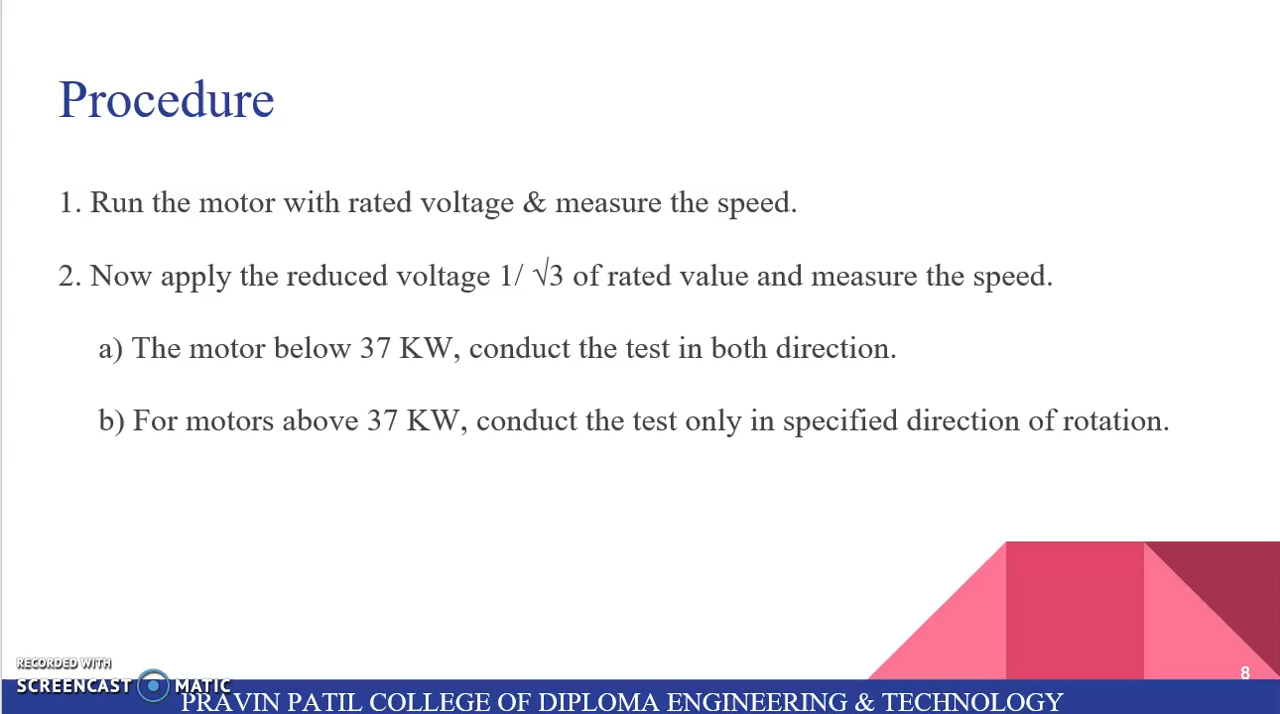 Procedure
1. Run the motor with rated voltage & measure the speed.
2. Now apply the reduced voltage 1/ √3 of rated value and measure the speed.
a) The motor below 37 KW, conduct the test in both direction.
b) For motors above 37 KW, conduct the test only in specified direction of rotation.
8
RECORDED WITH
SCREENCAST MATIC
PRAVIN PATIL COLLEGE OF DIPLOMA ENGINEERING & TECHNOLOGY